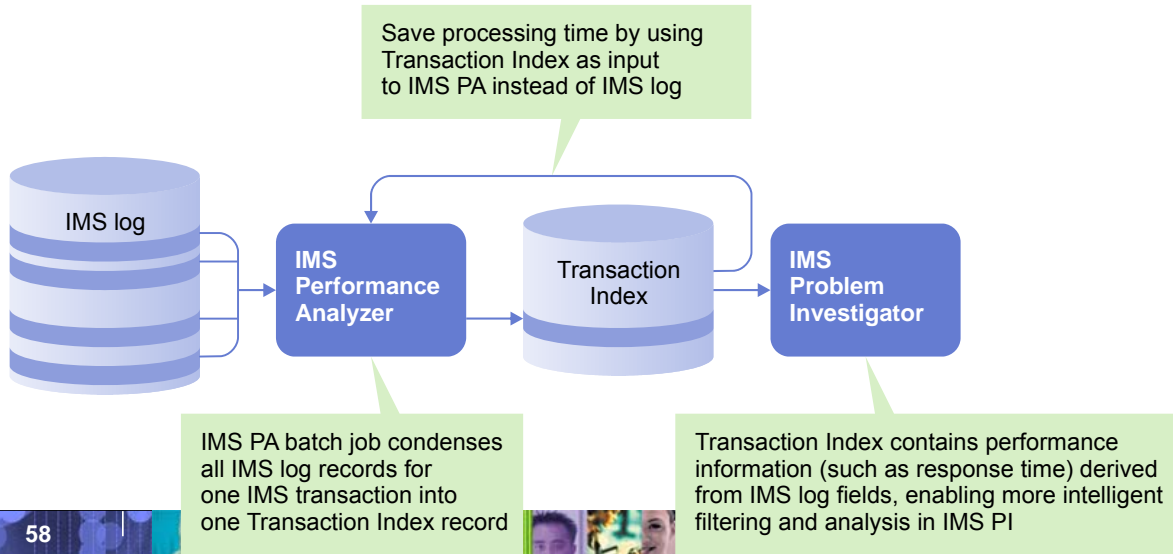 Save processing time by using
Transaction Index as input
to IMS PA instead of IMS log
IMS log
IMS
Performance
Analyzer
Transaction
Index
IMS
Problem
Investigator
IMS PA batch job condenses
all IMS log records for
one IMS transaction into
one Transaction Index record
Transaction Index contains performance
information (such as response time) derived
from IMS log fields, enabling more intelligent
filtering and analysis in IMS PI
58